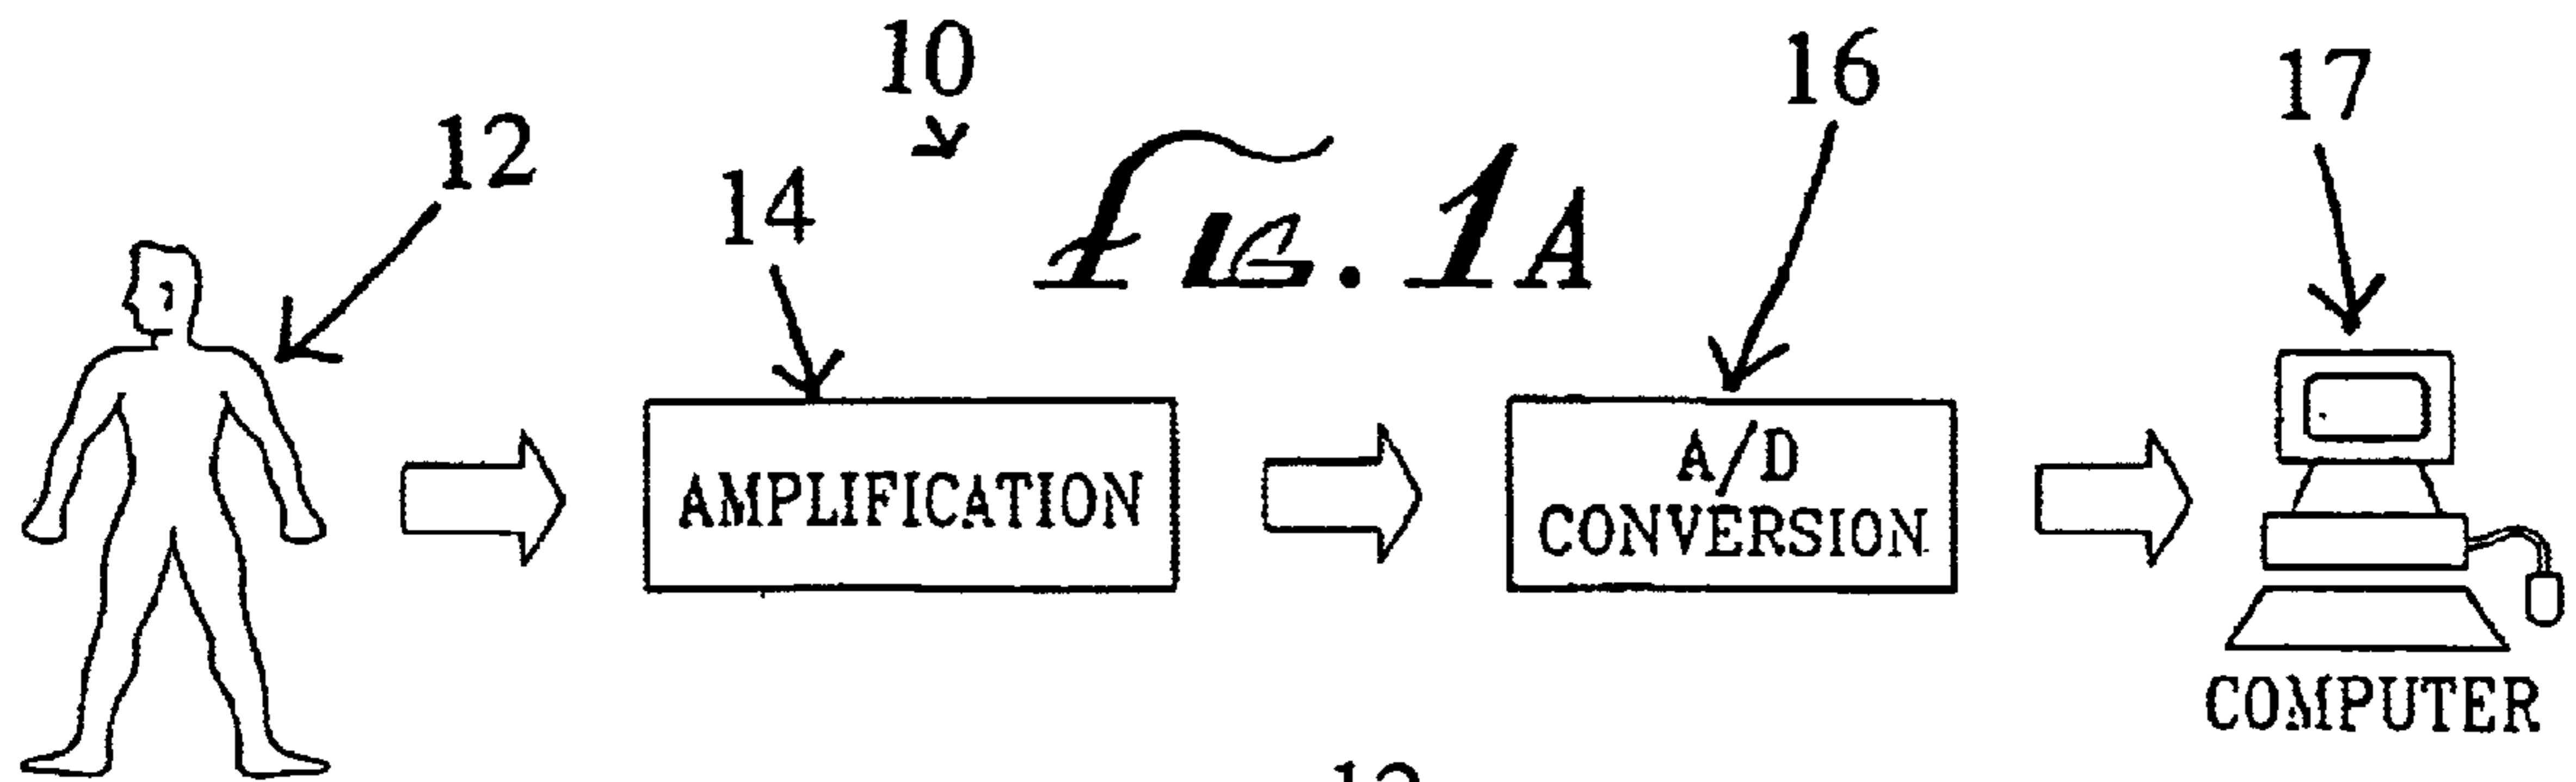 10
16
17
12
14
FIG. 1A
AMPLIFICATION
A/D
CONVERSION
COMPUTER